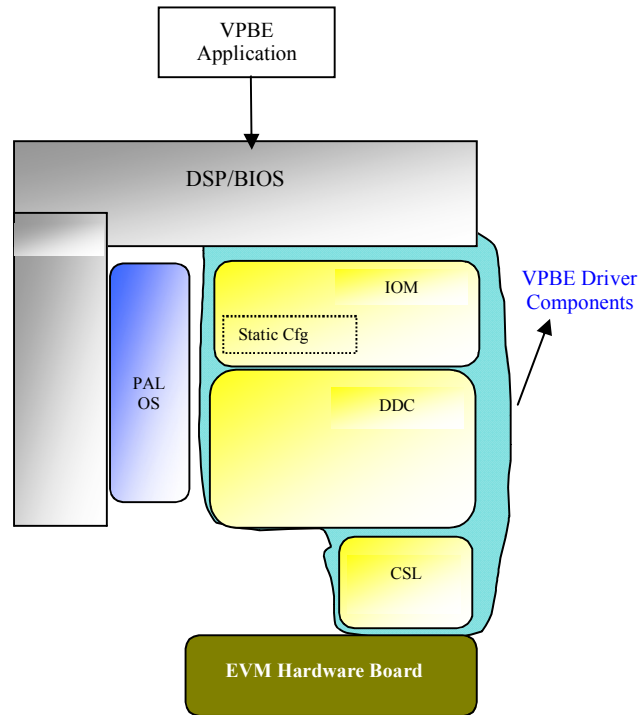 VPBE
Application
DSP/BIOS
IOM
VPBE Driver
Components
Static Cfg
PAL
OS
DDC
CSL
EVM Hardware Board